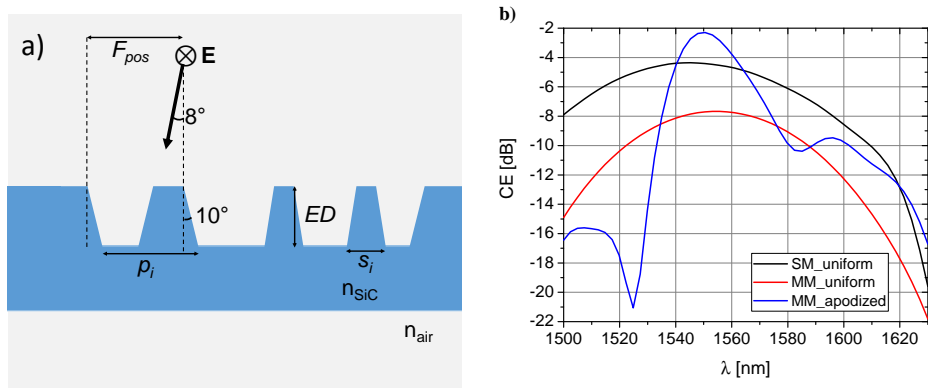 a)
F_pos
E
8°
10°
ED
p_i
s_i
n_SiC
n_air
b)
CE [dB]
-2
-4
-6
-8
-10
-12
-14
-16
-18
-20
-22
SM_uniform
MM_uniform
MM_apodized
1500 1520 1540 1560 1580 1600 1620
λ [nm]